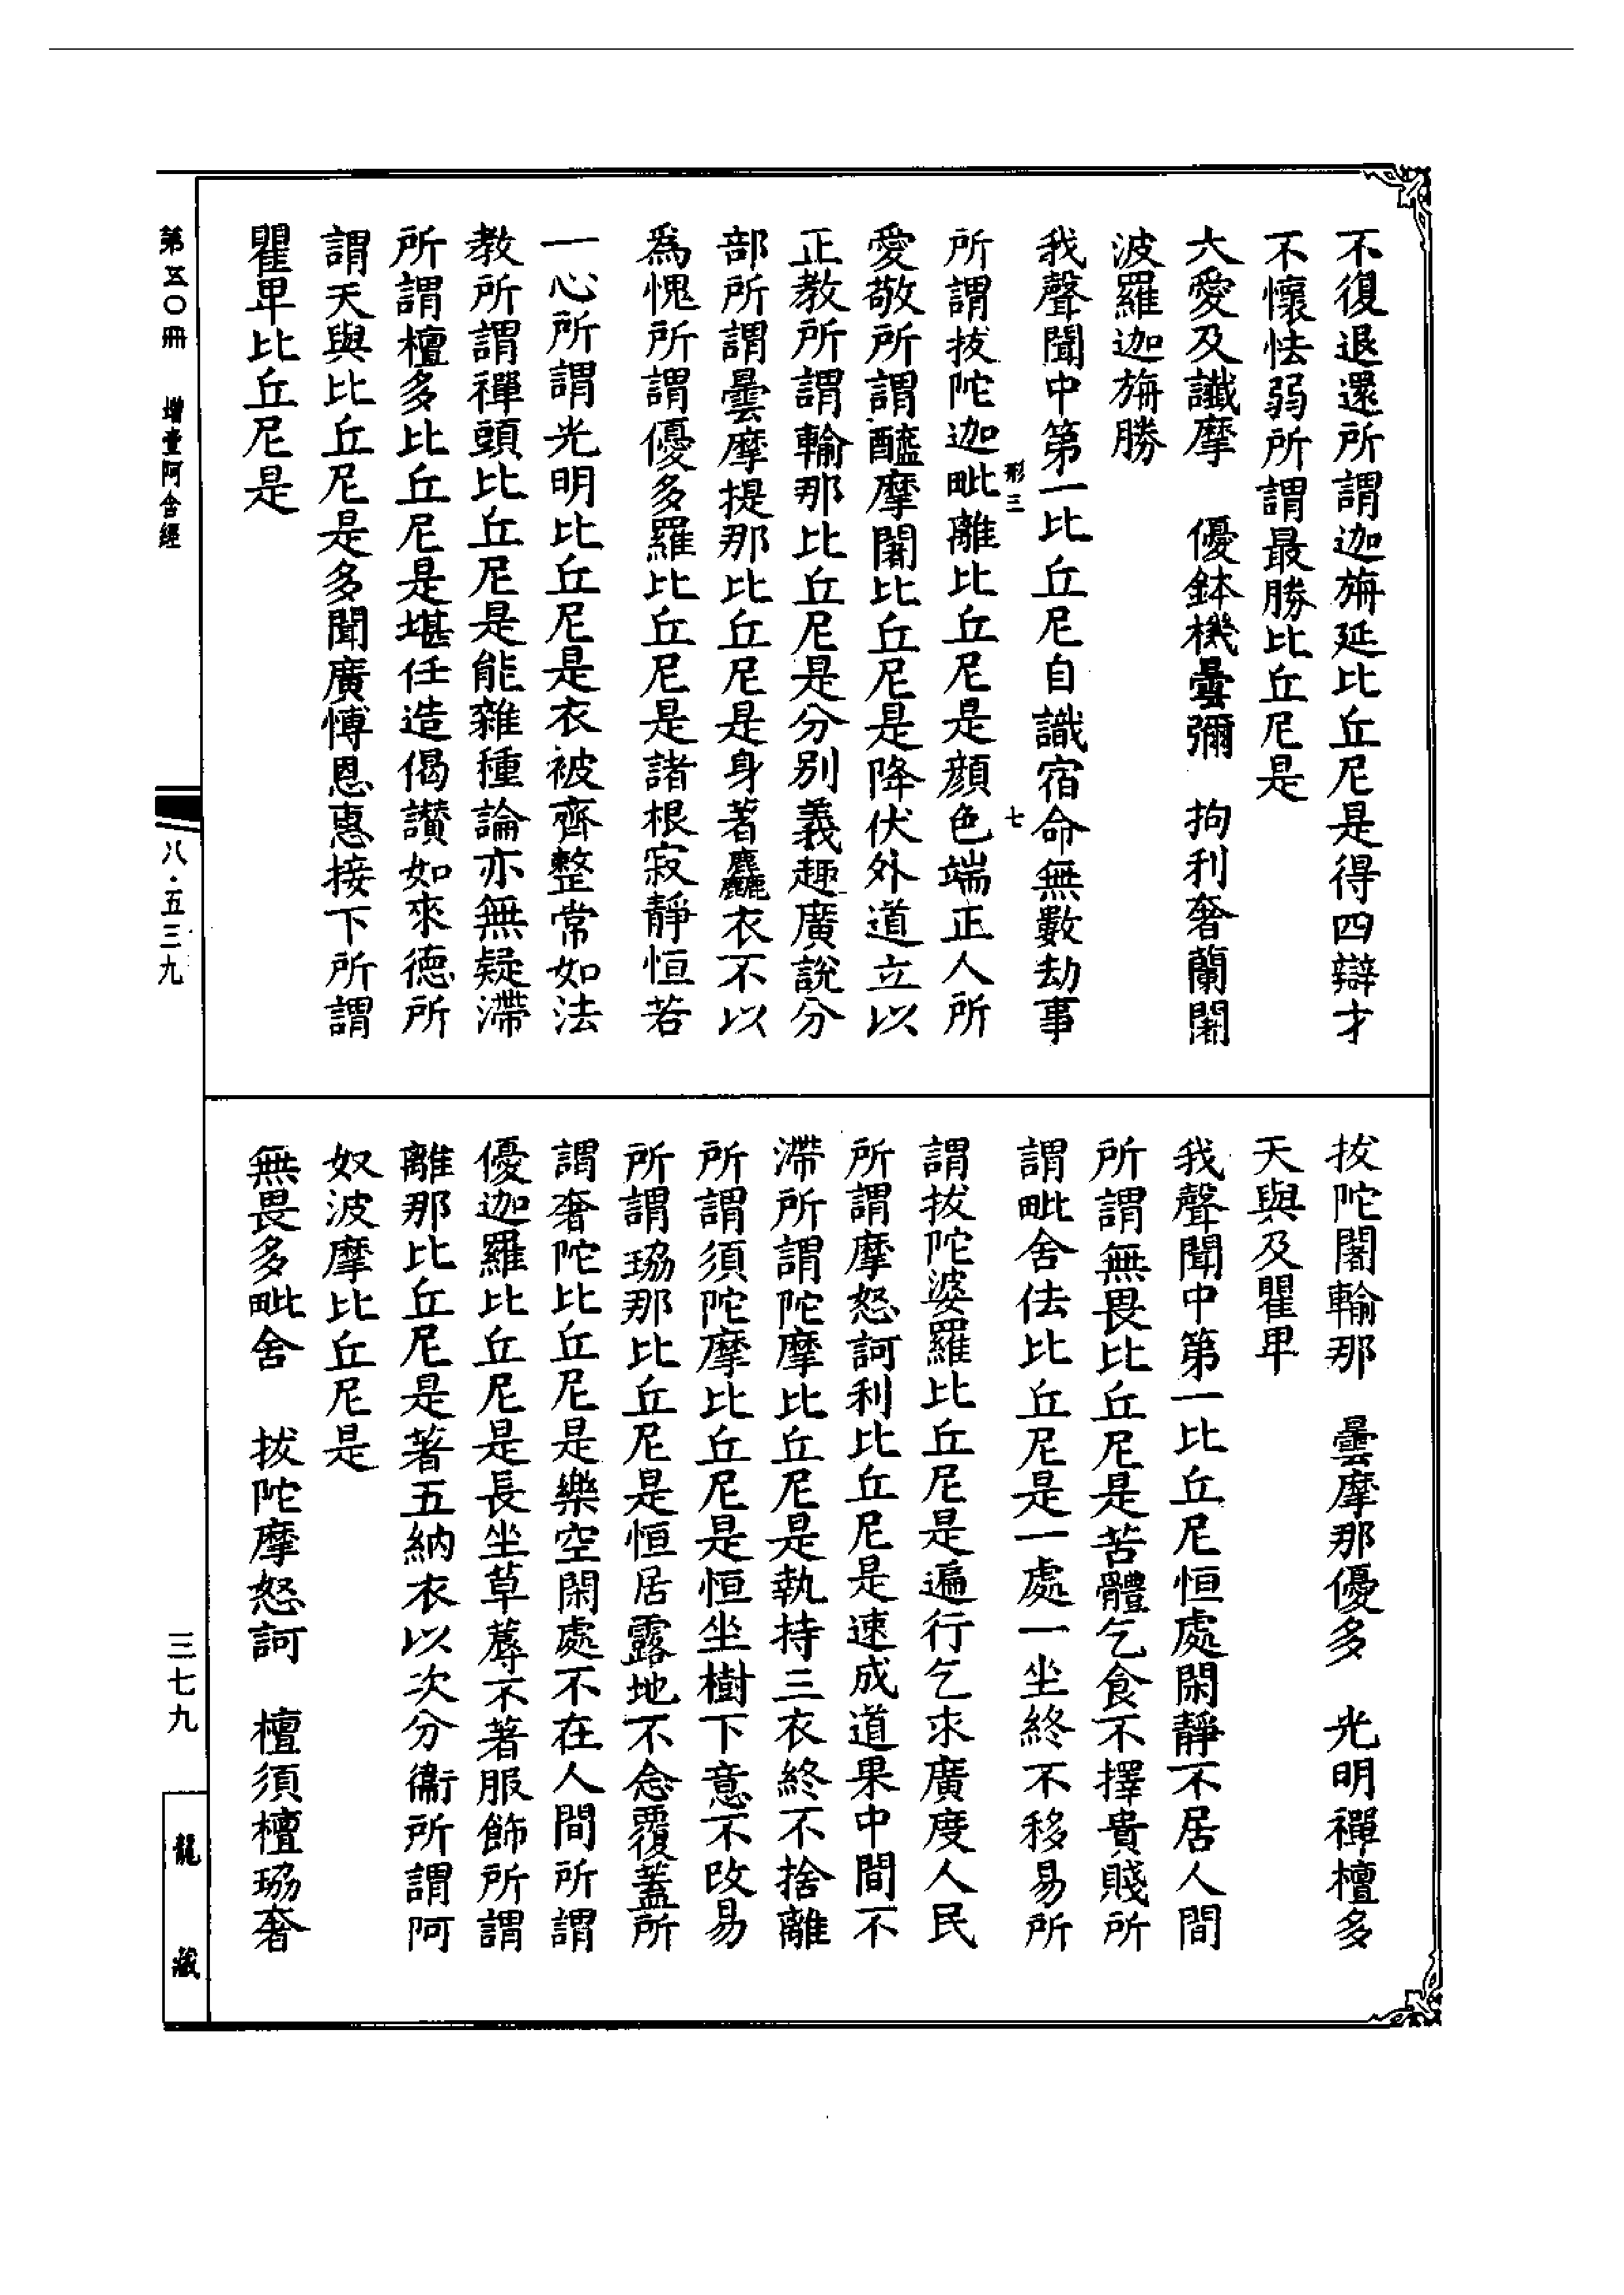 不復退還所謂迦旃延比丘尼是得四辯才
不懷怯弱所謂最勝比丘尼是
大愛及讖摩　優鉢機曇彌　拘利奢蘭闍
波羅迦旃勝
我聲聞中第一比丘尼自識宿命無數劫事
所謂拔陀迦毗離比丘尼是顏色端正人所
愛敬所謂醯摩闍比丘尼是降伏外道立以
正教所謂輸那比丘尼是分別義趣廣說分
部所謂曇摩提那比丘尼是身著麤衣不以
爲愧所謂優多羅比丘尼是諸根寂靜恒若
一心所謂光明比丘尼是衣被齊整常如法
教所謂禪頭比丘尼是能雜種論亦無疑滯
所謂檀多比丘尼是堪任造偈讚如來德所
謂天與比丘尼是多聞廣博恩惠接下所謂
瞿卑比丘尼是
形三
七
拔陀闍輸那　曇摩那優多　光明禪檀多
天與及瞿卑
我聲聞中第一比丘尼恒處閑靜不居人間
所謂無畏比丘尼是苦體乞食不擇貴賤所
謂毗舍佉比丘尼是一處一坐終不移易所
謂拔陀婆羅比丘尼是遍行乞求廣度人民
所謂摩怒訶利比丘尼是速成道果中間不
滯所謂陀摩比丘尼是執持三衣終不捨離
所謂須陀摩比丘尼是恒坐樹下意不改易
所謂珕那比丘尼是恒居露地不念覆蓋所
謂奢陀比丘尼是樂空閑處不在人間所謂
優迦羅比丘尼是長坐草蓐不著服飾所謂
離那比丘尼是著五納衣以次分衞所謂阿
奴波摩比丘尼是
無畏多毗舍　拔陀摩怒訶　檀須檀珕奢
第五〇冊　增壹阿含經
八·五三九
三七九
龍藏